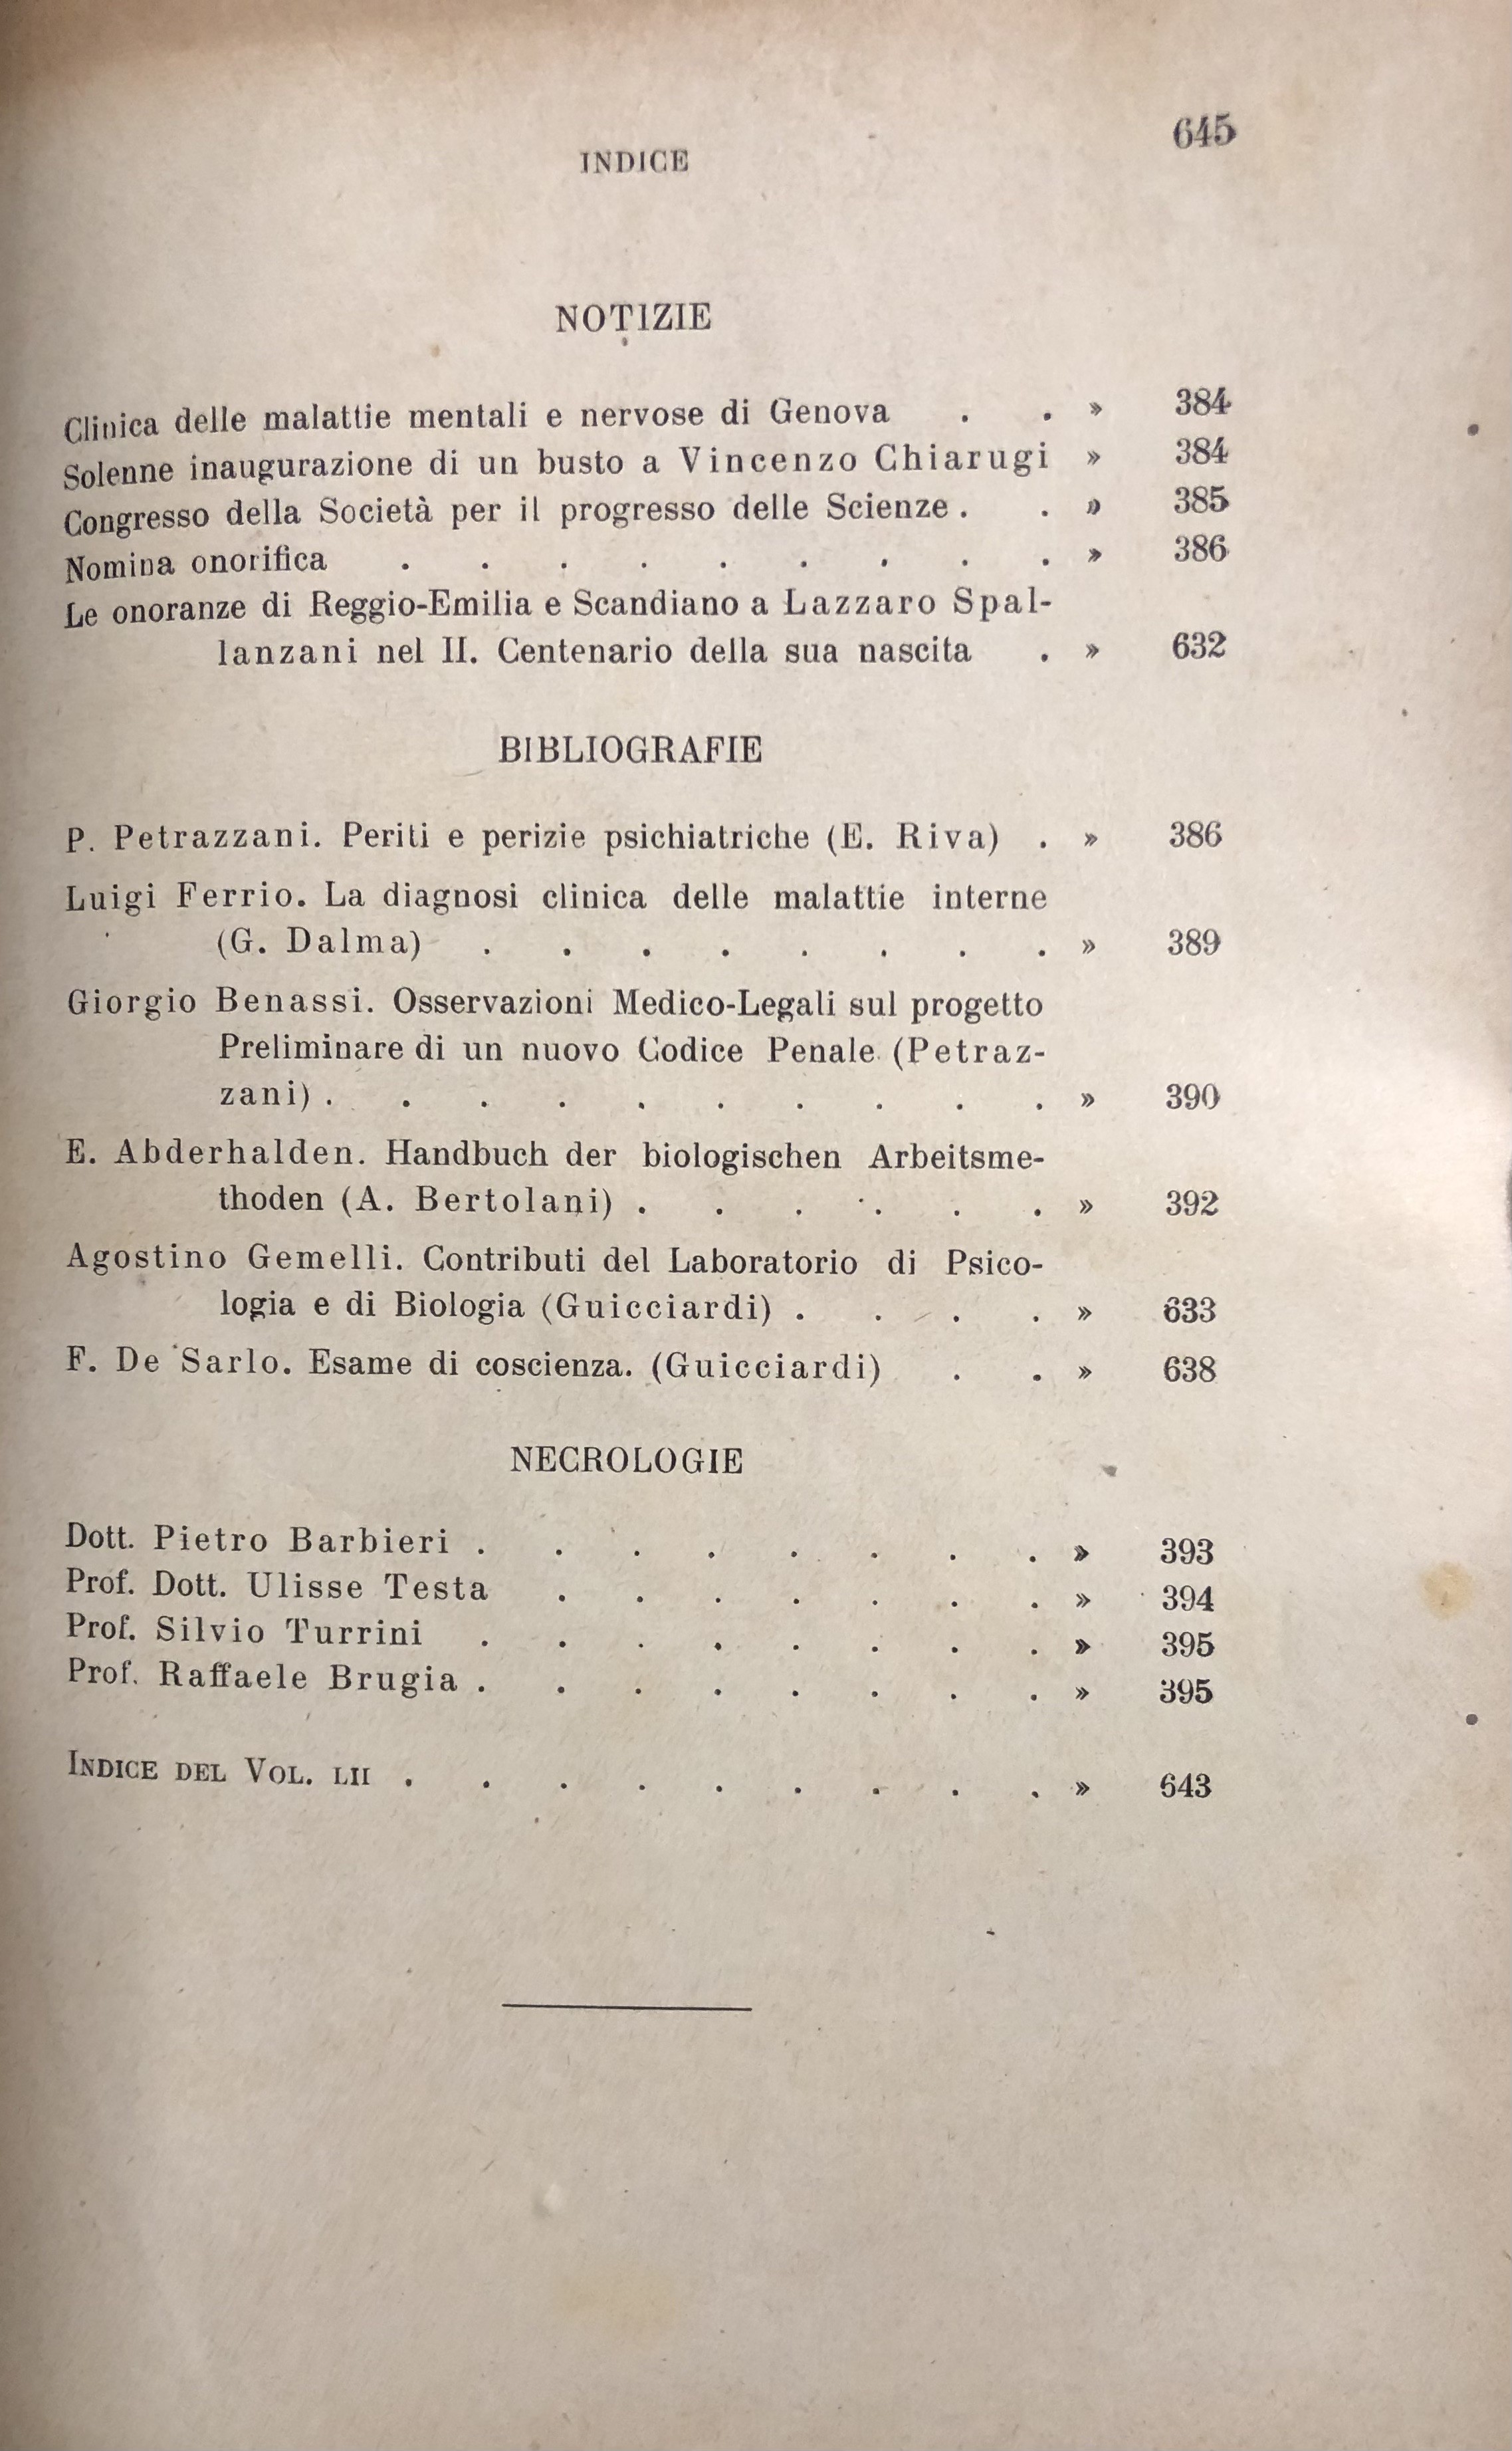 INDICE 645
NOTIZIE
Clinica delle malattie mentali e nervose di Genova . . » 384
Solenne inaugurazione di un busto a Vincenzo Chiarugi » 384
Congresso della Società per il progresso delle Scienze . . » 385
Nomina onorifica . . . . . . . . . » 386
Le onoranze di Reggio-Emilia e Scandiano a Lazzaro Spal-
lanzani nel II. Centenario della sua nascita . » 632
BIBLIOGRAFIE
P. Petrazzani. Periti e perizie psichiatriche (E. Riva) . » 386
Luigi Ferrio. La diagnosi clinica delle malattie interne
(G. Dalma) . . . . . . . . » 389
Giorgio Benassi. Osservazioni Medico-Legali sul progetto
Preliminare di un nuovo Codice Penale (Petraz-
zani) . . . . . . . . . . » 390
E. Abderhalden. Handbuch der biologischen Arbeitsme-
thoden (A. Bertolani) . . . . . . » 392
Agostino Gemelli. Contributi del Laboratorio di Psico-
logia e di Biologia (Guicciardi) . . . . » 633
F. De Sarlo. Esame di coscienza. (Guicciardi) . . » 638
NECROLOGIE
Dott. Pietro Barbieri . . . . . . . . » 393
Prof. Dott. Ulisse Testa . . . . . . . » 394
Prof. Silvio Turrini . . . . . . . . » 395
Prof. Raffaele Brugia . . . . . . . . » 395
INDICE DEL VOL. LII . . . . . . . . . » 643